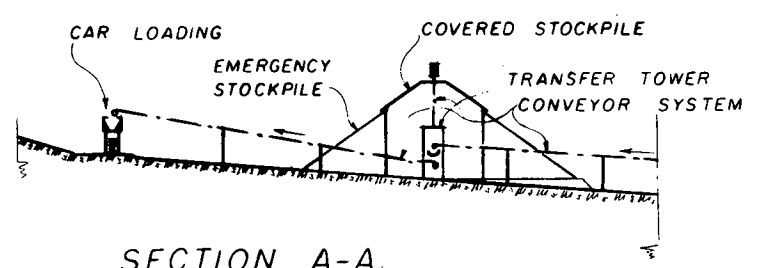 CAR LOADING
EMERGENCY
STOCKPILE
COVERED STOCKPILE
TRANSFER TOWER
CONVEYOR SYSTEM
SECTION A-A.